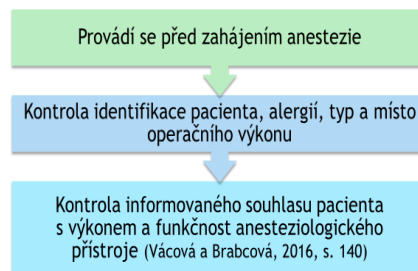 Provádí se před zahájením anestezie
Kontrola identifikace pacienta, alergií, typ a místo
operačního výkonu
Kontrola informovaného souhlasu pacienta
s výkonem a funkčnost anesteziologického
přístroje (Vácová a Brabcová, 2016, s. 140)